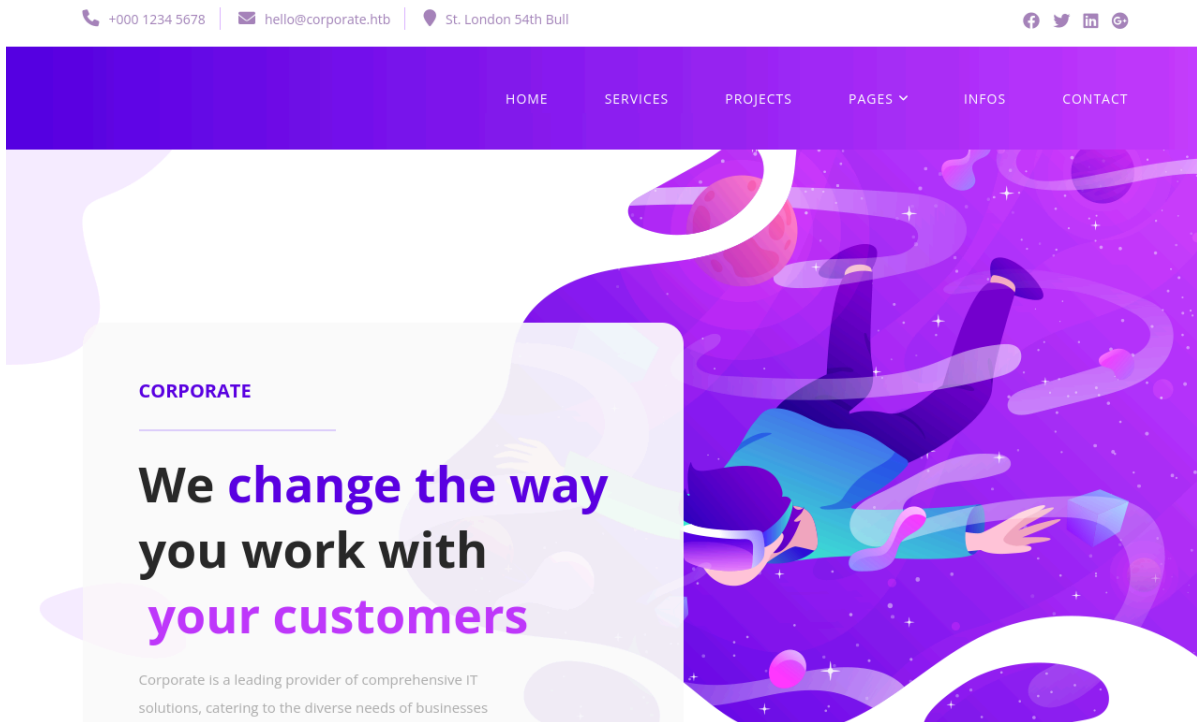 +000 1234 5678 hello@corporate.htb St. London 54th Bull
HOME SERVICES PROJECTS PAGES INFOS CONTACT
CORPORATE
We change the way
you work with
your customers
Corporate is a leading provider of comprehensive IT
solutions, catering to the diverse needs of businesses